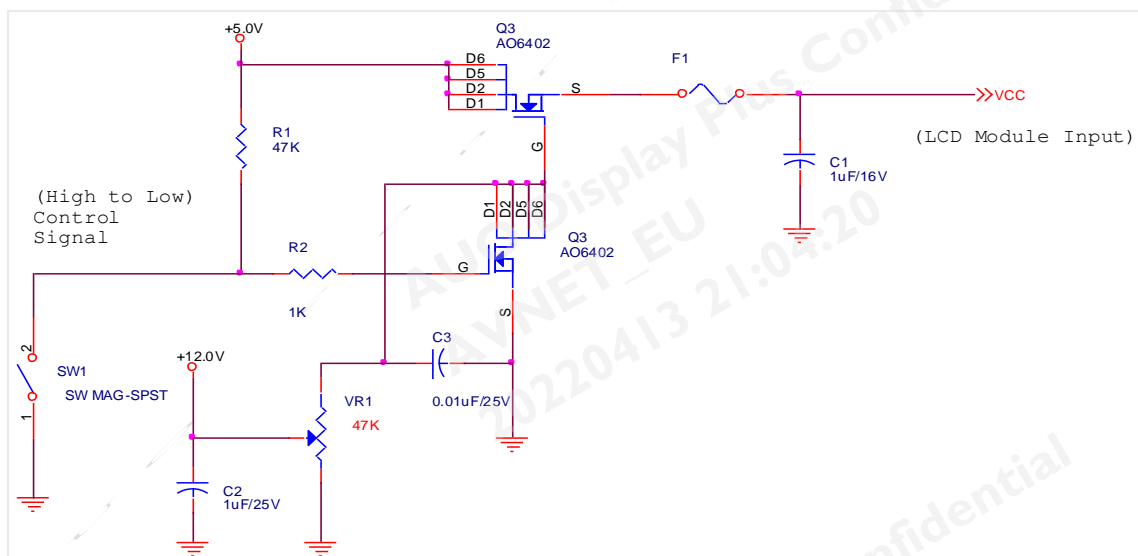 +5.0V
Q3
AO6402
D6
D5
D2
D1
S
G
F1
VCC
(LCD Module Input)
R1
47K
C1
1uF/16V
(High to Low)
Control
Signal
D1
D2
D5
D6
Q3
AO6402
R2
G
1K
S
C3
0.01uF/25V
+12.0V
2
SW1
SW MAG-SPST
1
VR1
47K
C2
1uF/25V
AUO Display Plus Confidential
AVNET_EU
20220413 21:04:20